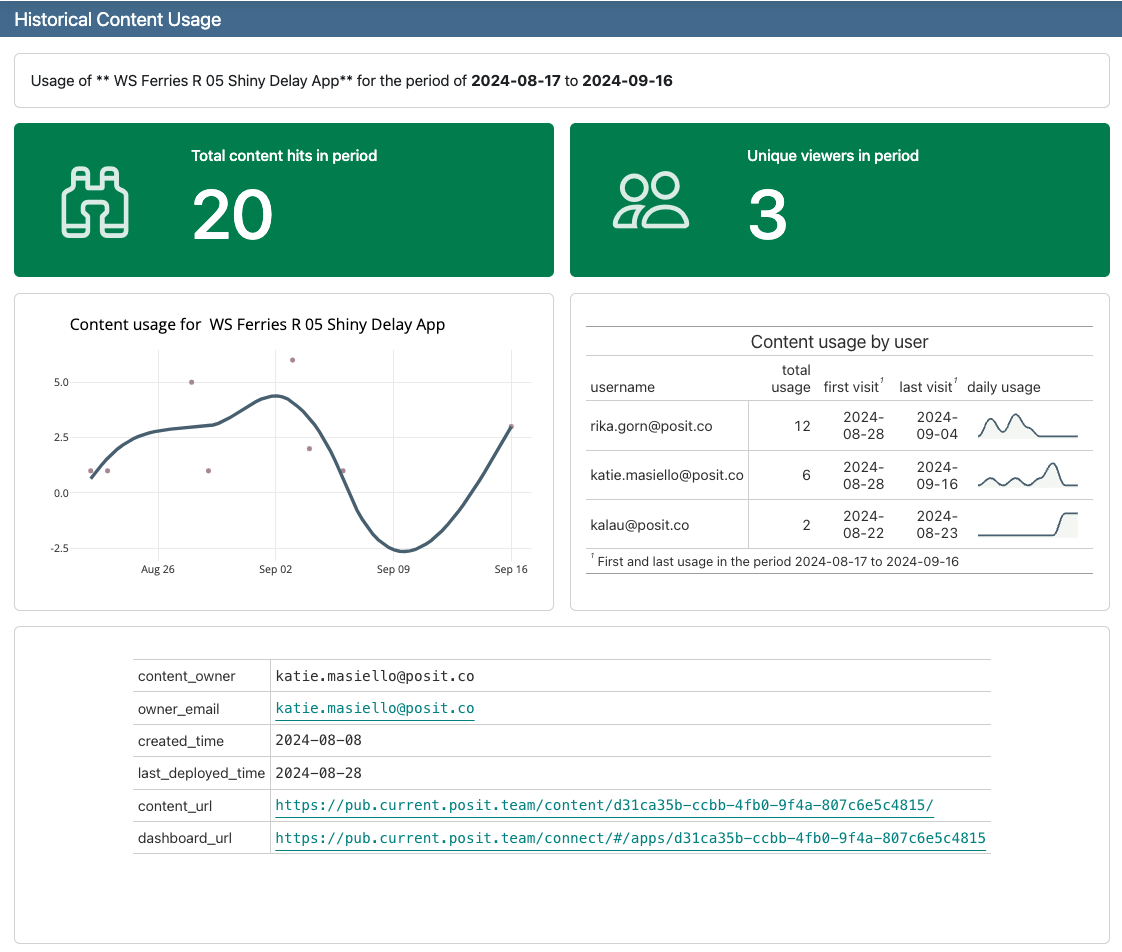 Historical Content Usage
Usage of ** WS Ferries R 05 Shiny Delay App** for the period of 2024-08-17 to 2024-09-16
Total content hits in period
20
Unique viewers in period
3
Content usage for  WS Ferries R 05 Shiny Delay App
5.0
2.5
0.0
-2.5
Aug 26 Sep 02 Sep 09 Sep 16
Content usage by user
username total usage first visit1 last visit1 daily usage
rika.gorn@posit.co 12 2024-08-28 2024-09-04
katie.masiello@posit.co 6 2024-08-28 2024-09-16
kalau@posit.co 2 2024-08-22 2024-08-23
1 First and last usage in the period 2024-08-17 to 2024-09-16
content_owner katie.masiello@posit.co
owner_email katie.masiello@posit.co
created_time 2024-08-08
last_deployed_time 2024-08-28
content_url https://pub.current.posit.team/content/d31ca35b-ccbb-4fb0-9f4a-807c6e5c4815/
dashboard_url https://pub.current.posit.team/connect/#/apps/d31ca35b-ccbb-4fb0-9f4a-807c6e5c4815